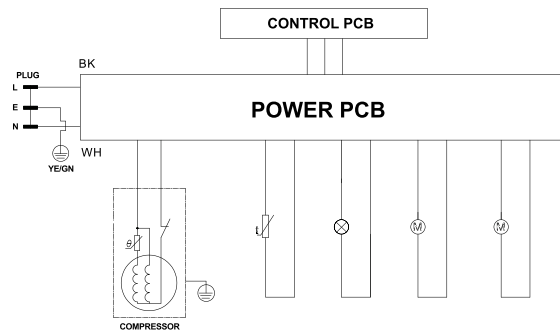 CONTROL PCB
BK
PLUG
L
E
N
POWER PCB
WH
YE/GN
θ
t
M
M
COMPRESSOR